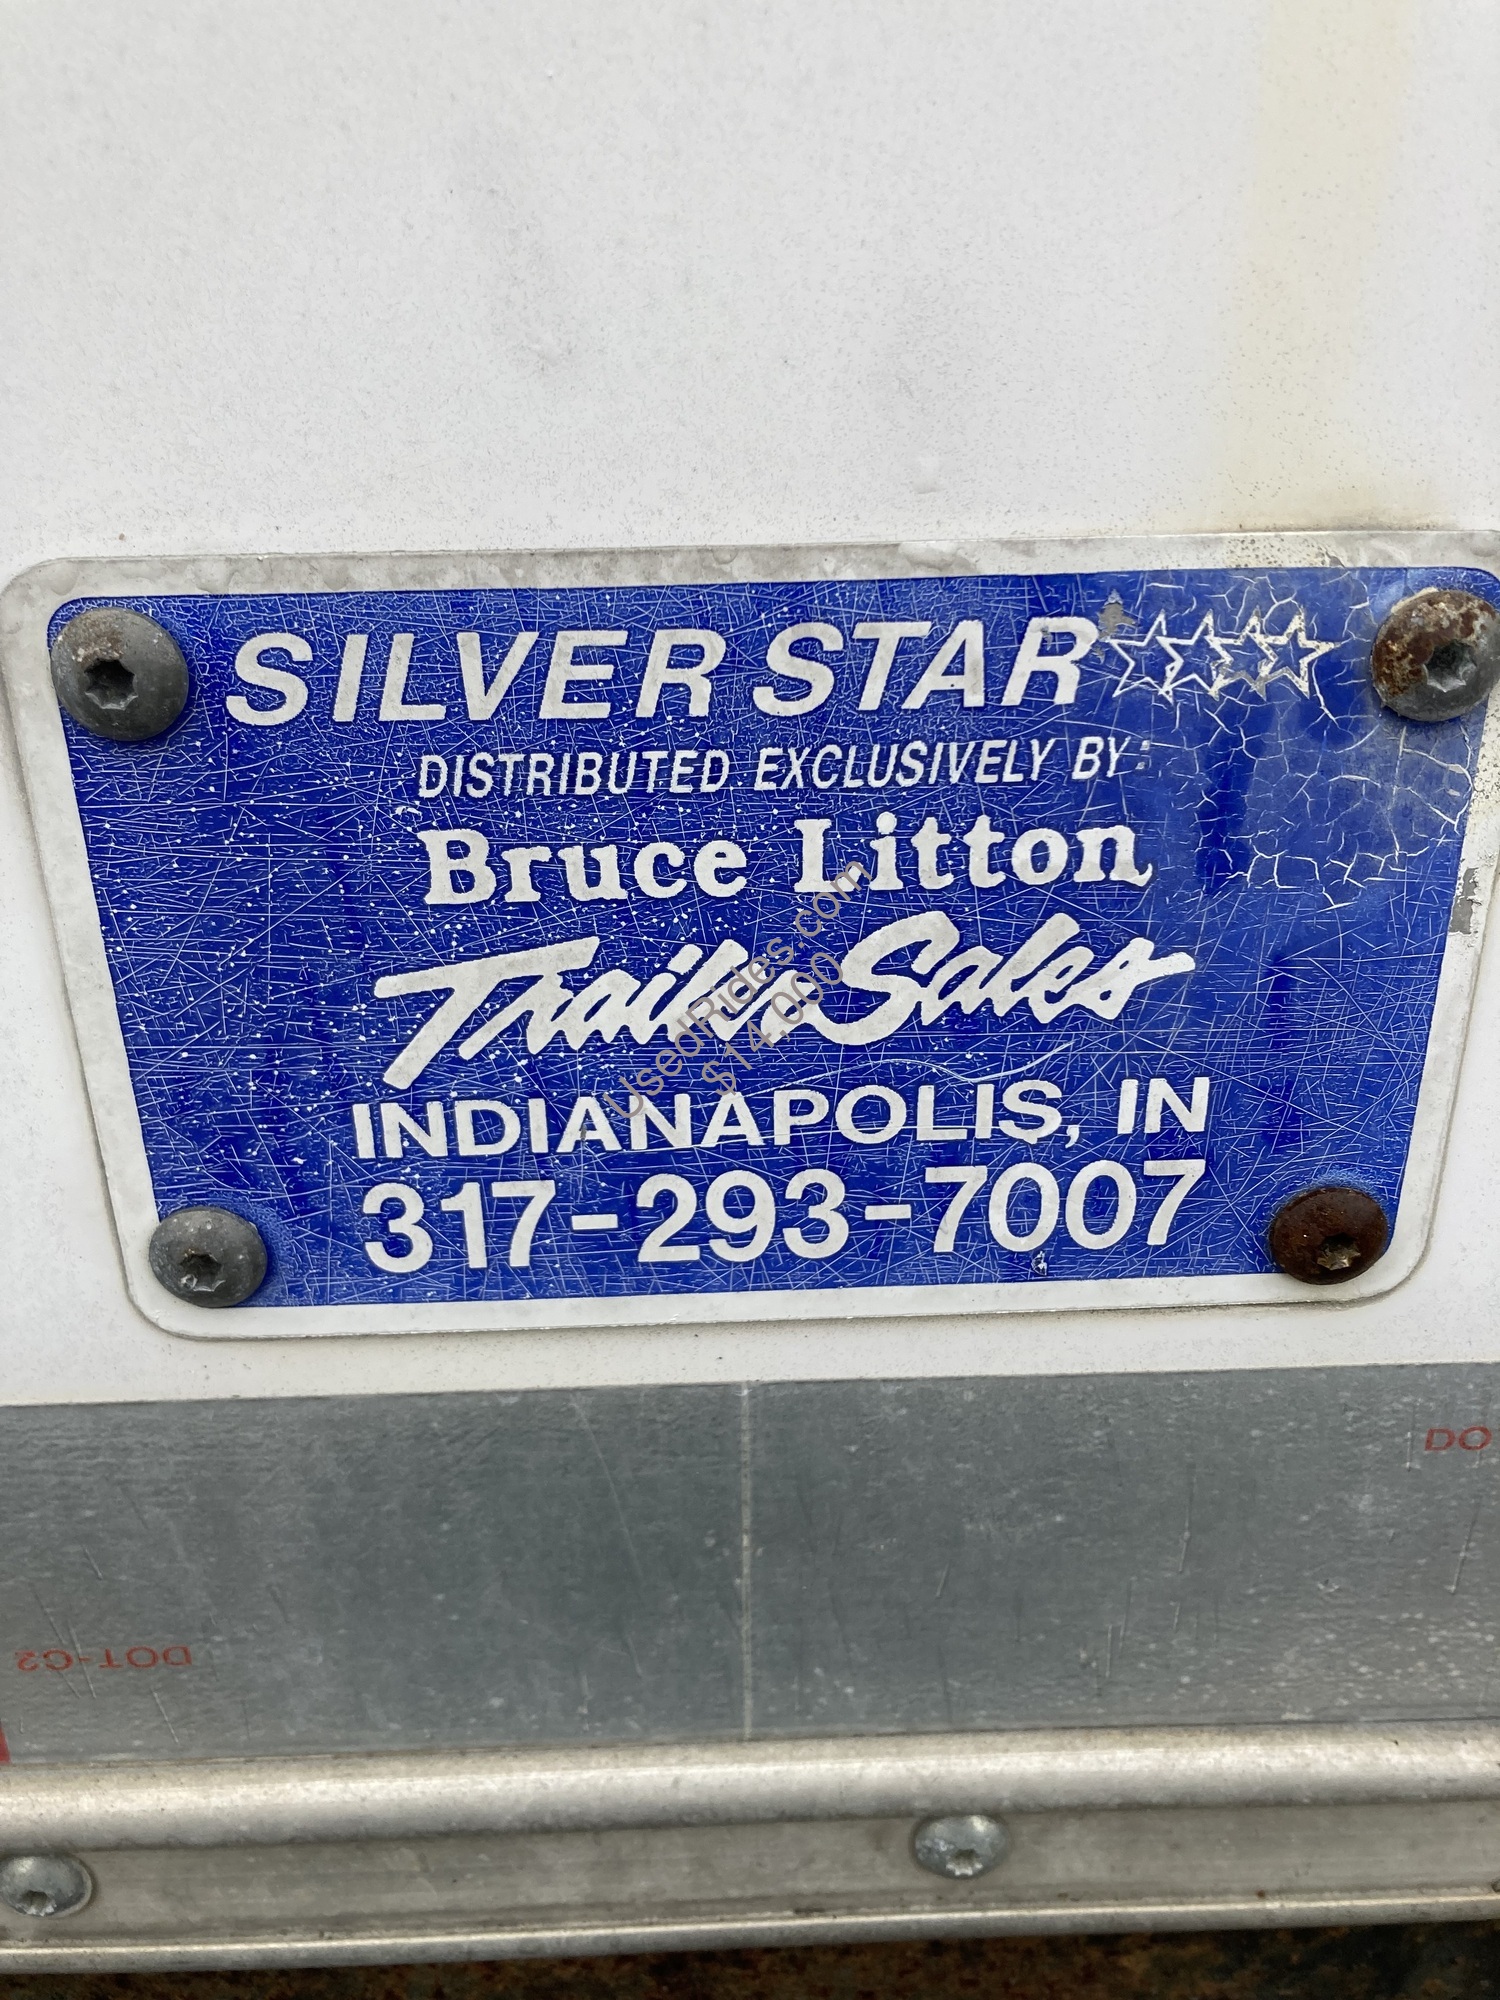 SILVER STAR
DISTRIBUTED EXCLUSIVELY BY:
Bruce Litton
Trailer Sales
INDIANAPOLIS, IN
317-293-7007
UsedRides.com
$14,000
DO
DOT-C2